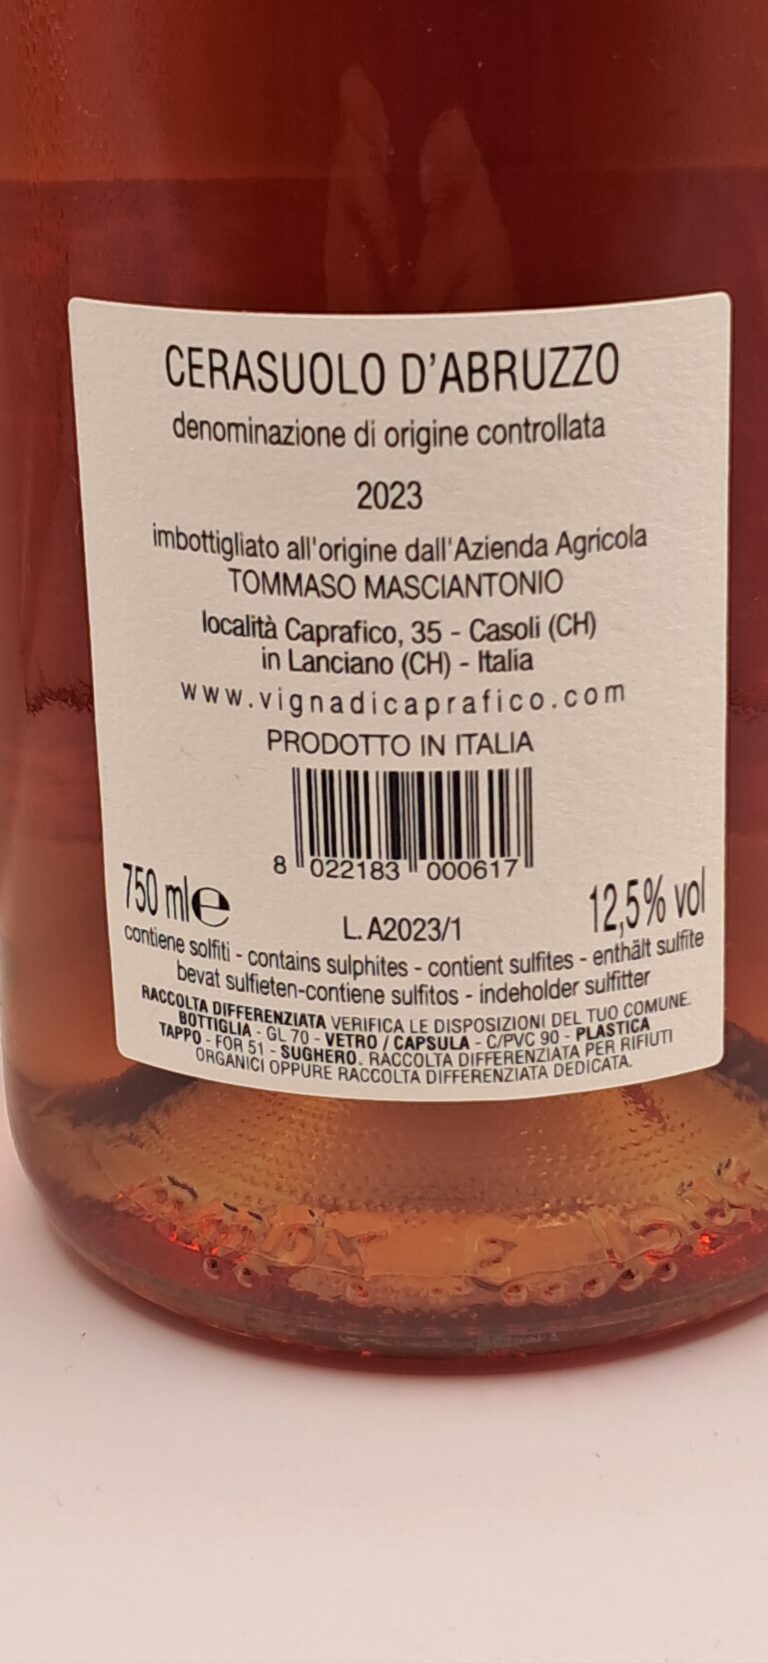 CERASUOLO D'ABRUZZO
denominazione di origine controllata
2023
imbottigliato all'origine dall'Azienda Agricola
TOMMASO MASCIANTONIO
località Caprafico, 35 - Casoli (CH)
in Lanciano (CH) - Italia
www.vignadicaprafico.com
PRODOTTO IN ITALIA
8 022183 000617
750 ml e
12,5% vol
L. A2023/1
contiene solfiti - contains sulphites - contient sulfites - enthält sulfite
bevat sulfieten-contiene sulfitos - indeholder sulfitter
RACCOLTA DIFFERENZIATA VERIFICA LE DISPOSIZIONI DEL TUO COMUNE.
BOTTIGLIA - GL 70 - VETRO / CAPSULA - C/PVC 90 - PLASTICA
TAPPO - FOR 51 - SUGHERO. RACCOLTA DIFFERENZIATA PER RIFIUTI
ORGANICI OPPURE RACCOLTA DIFFERENZIATA DEDICATA.